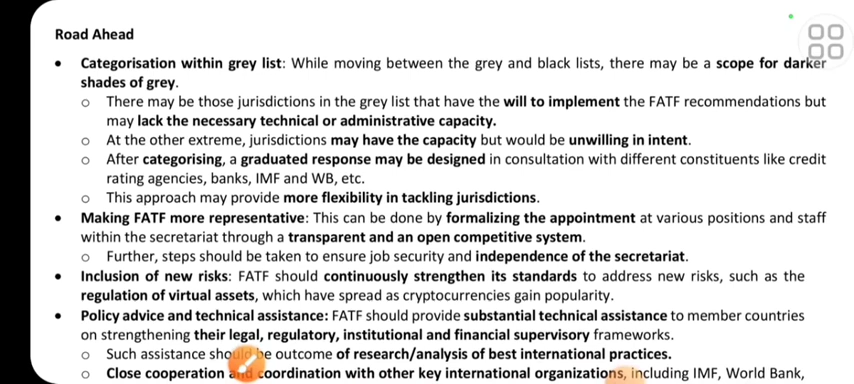 Road Ahead
• Categorisation within grey list: While moving between the grey and black lists, there may be a scope for darker
shades of grey.
o There may be those jurisdictions in the grey list that have the will to implement the FATF recommendations but
may lack the necessary technical or administrative capacity.
o At the other extreme, jurisdictions may have the capacity but would be unwilling in intent.
o After categorising, a graduated response may be designed in consultation with different constituents like credit
rating agencies, banks, IMF and WB, etc.
o This approach may provide more flexibility in tackling jurisdictions.
• Making FATF more representative: This can be done by formalizing the appointment at various positions and staff
within the secretariat through a transparent and an open competitive system.
o Further, steps should be taken to ensure job security and independence of the secretariat.
• Inclusion of new risks: FATF should continuously strengthen its standards to address new risks, such as the
regulation of virtual assets, which have spread as cryptocurrencies gain popularity.
• Policy advice and technical assistance: FATF should provide substantial technical assistance to member countries
on strengthening their legal, regulatory, institutional and financial supervisory frameworks.
o Such assistance should be outcome of research/analysis of best international practices.
o Close cooperation and coordination with other key international organizations, including IMF, World Bank,